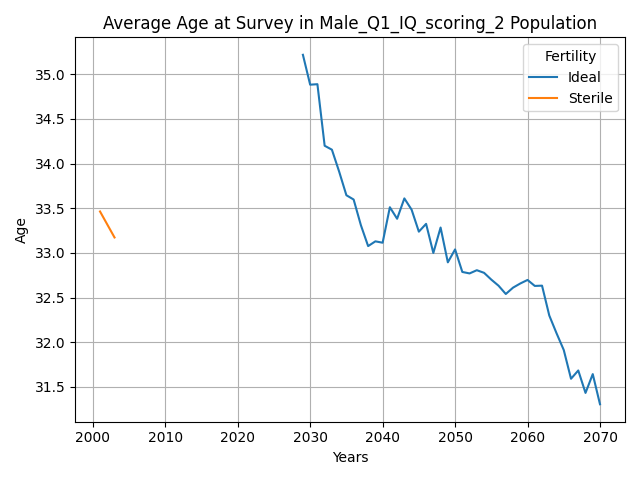 Average Age at Survey in Male_Q1_IQ_scoring_2 Population
Fertility
Ideal
Sterile
35.0
34.5
34.0
33.5
33.0
32.5
32.0
31.5
Age
2000 2010 2020 2030 2040 2050 2060 2070
Years